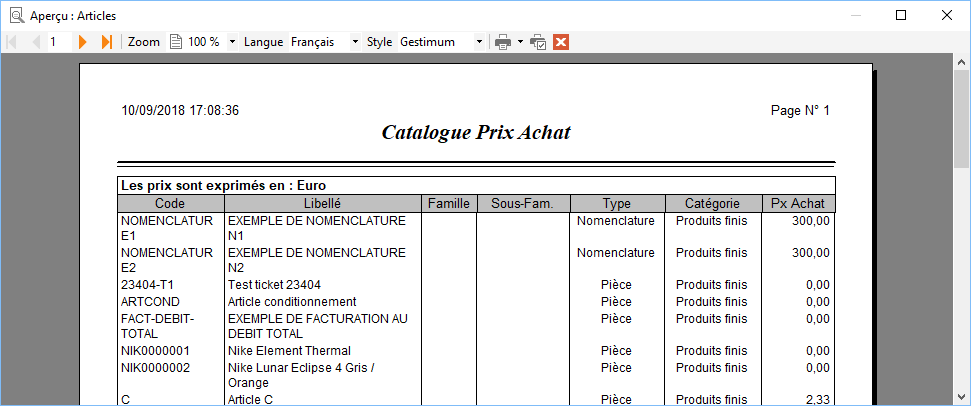 Aperçu : Articles
1 Zoom 100 % Langue Français Style Gestimum
10/09/2018 17:08:36 Page N° 1
Catalogue Prix Achat
Les prix sont exprimés en : Euro
Code Libellé Famille Sous-Fam. Type Catégorie Px Achat
NOMENCLATUR EXEMPLE DE NOMENCLATURE Nomenclature Produits finis 300,00
E1 N1
NOMENCLATUR EXEMPLE DE NOMENCLATURE Nomenclature Produits finis 300,00
E2 N2
23404-T1 Test ticket 23404 Pièce Produits finis 0,00
ARTCOND Article conditionnement Pièce Produits finis 0,00
FACT-DEBIT- EXEMPLE DE FACTURATION AU Pièce Produits finis 0,00
TOTAL DEBIT TOTAL
NIK0000001 Nike Element Thermal Pièce Produits finis 0,00
NIK0000002 Nike Lunar Eclipse 4 Gris / Pièce Produits finis 0,00
Orange
C Article C Pièce Produits finis 2,33